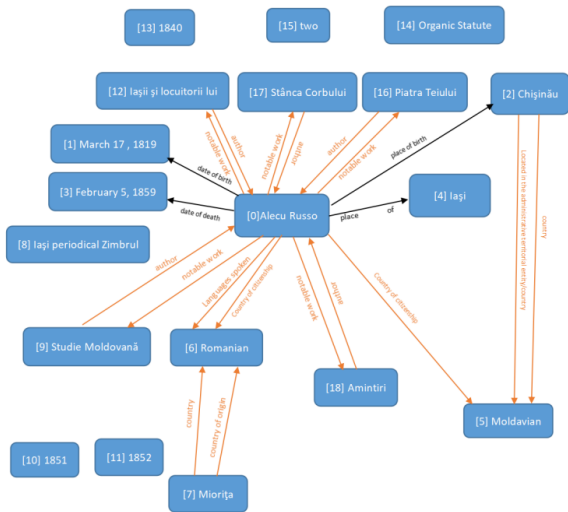 [13] 1840
[15] two
[14] Organic Statute
[12] Iaşii şi locuitorii lui
[17] Stânca Corbului
[16] Piatra Teiului
[2] Chişinău
author
notable work
notable work
author
author
notable work
place of birth
[1] March 17 , 1819
date of birth
[3] February 5, 1859
date of death
[0]Alecu Russo
place of
[4] Iaşi
Located in the administrative territorial entity/country
country
[8] Iaşi periodical Zimbrul
author
notable work
Languages spoken
Country of citizenship
notable work
author
Country of citizenship
[9] Studie Moldovană
[6] Romanian
[18] Amintiri
[5] Moldavian
country
country of origin
[10] 1851
[11] 1852
[7] Mioriţa